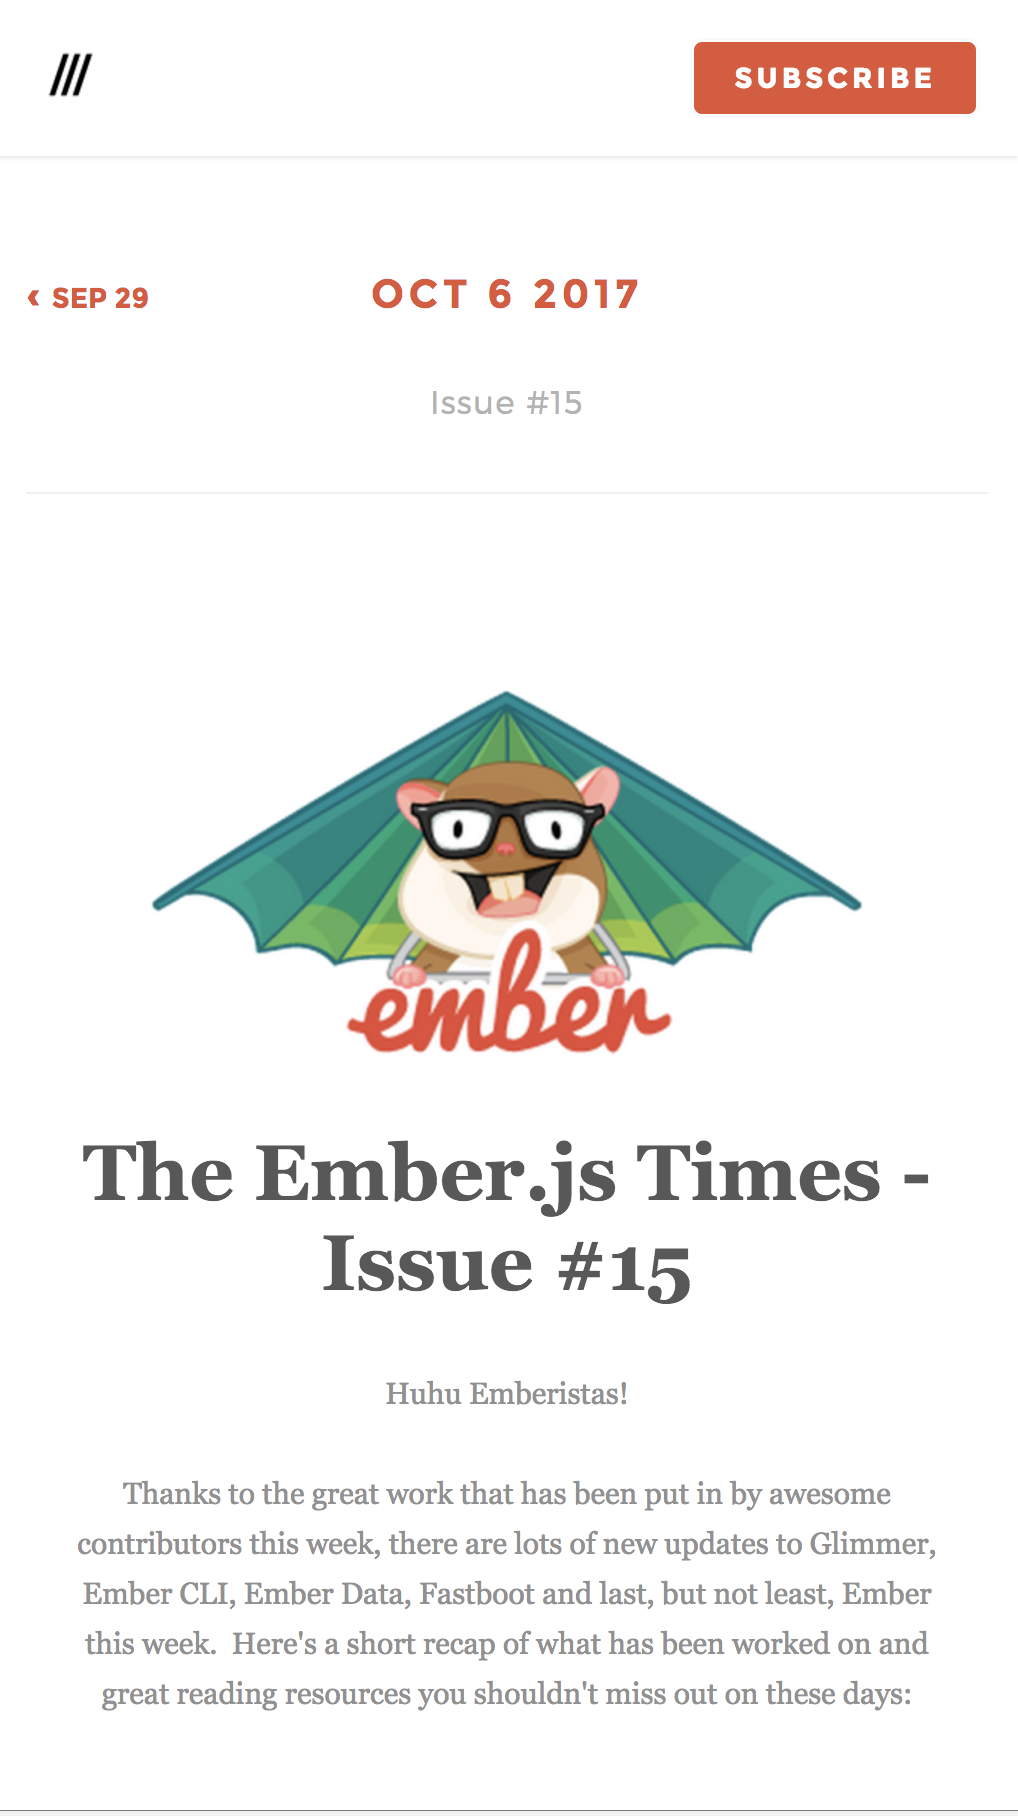 SUBSCRIBE
‹ SEP 29
OCT 6 2017
Issue #15
ember
The Ember.js Times -
Issue #15
Huhu Emberistas!
Thanks to the great work that has been put in by awesome
contributors this week, there are lots of new updates to Glimmer,
Ember CLI, Ember Data, Fastboot and last, but not least, Ember
this week.  Here's a short recap of what has been worked on and
great reading resources you shouldn't miss out on these days: